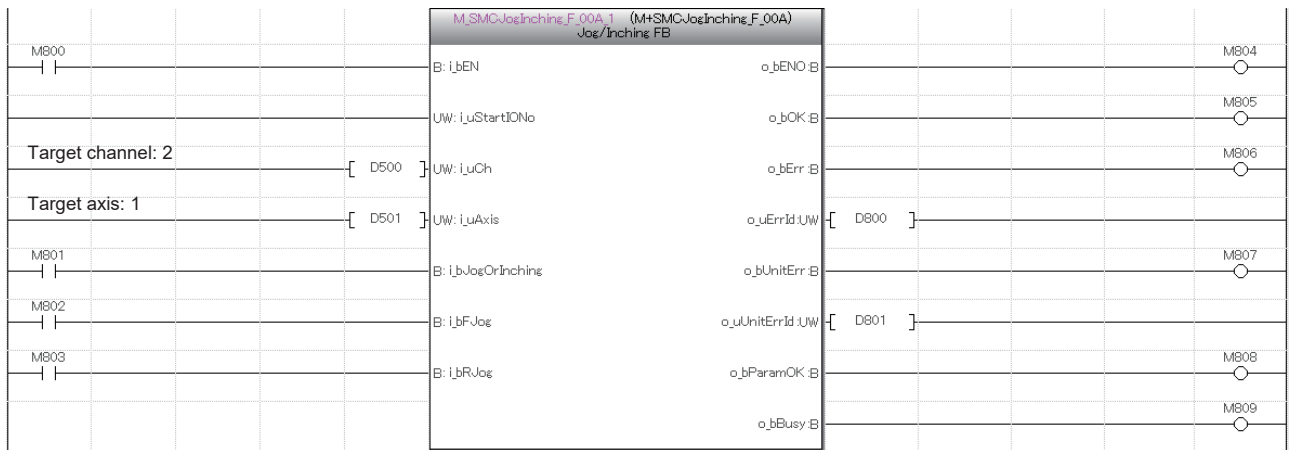 M_SMCJogInching_F_00A_1 (M+SMCJogInching_F_00A)
Jog/Inching FB
M800
B: i_bEN
o_bENO:B
M804
UW: i_uStartIONo
o_bOK:B
M805
Target channel: 2
D500
UW: i_uCh
o_bErr:B
M806
Target axis: 1
D501
UW: i_uAxis
o_uErrId:UW
D800
M801
B: i_bJogOrInching
o_bUnitErr:B
M807
M802
B: i_bFJog
o_uUnitErrId:UW
D801
M803
B: i_bRJog
o_bParamOK:B
M808
o_bBusy:B
M809